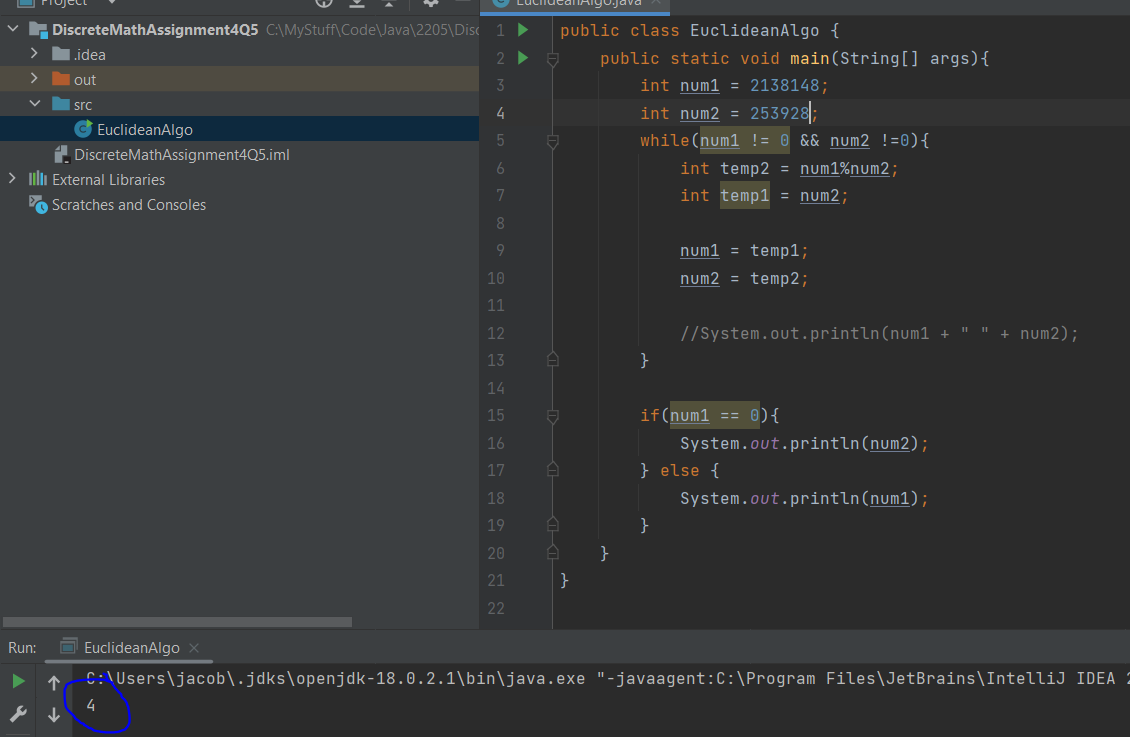 Project
EuclideanAlgo.java
DiscreteMathAssignment4Q5 C:\MyStuff\Code\Java\2205\Disc
.idea
out
src
EuclideanAlgo
DiscreteMathAssignment4Q5.iml
External Libraries
Scratches and Consoles
1 public class EuclideanAlgo {
2 public static void main(String[] args){
3 int num1 = 2138148;
4 int num2 = 253928;
5 while(num1 != 0 && num2 !=0){
6 int temp2 = num1%num2;
7 int temp1 = num2;
8
9 num1 = temp1;
10 num2 = temp2;
11
12 //System.out.println(num1 + " " + num2);
13 }
14
15 if(num1 == 0){
16 System.out.println(num2);
17 } else {
18 System.out.println(num1);
19 }
20 }
21 }
22
Run: EuclideanAlgo
C:\Users\jacob\.jdks\openjdk-18.0.2.1\bin\java.exe "-javaagent:C:\Program Files\JetBrains\IntelliJ IDEA 2
4